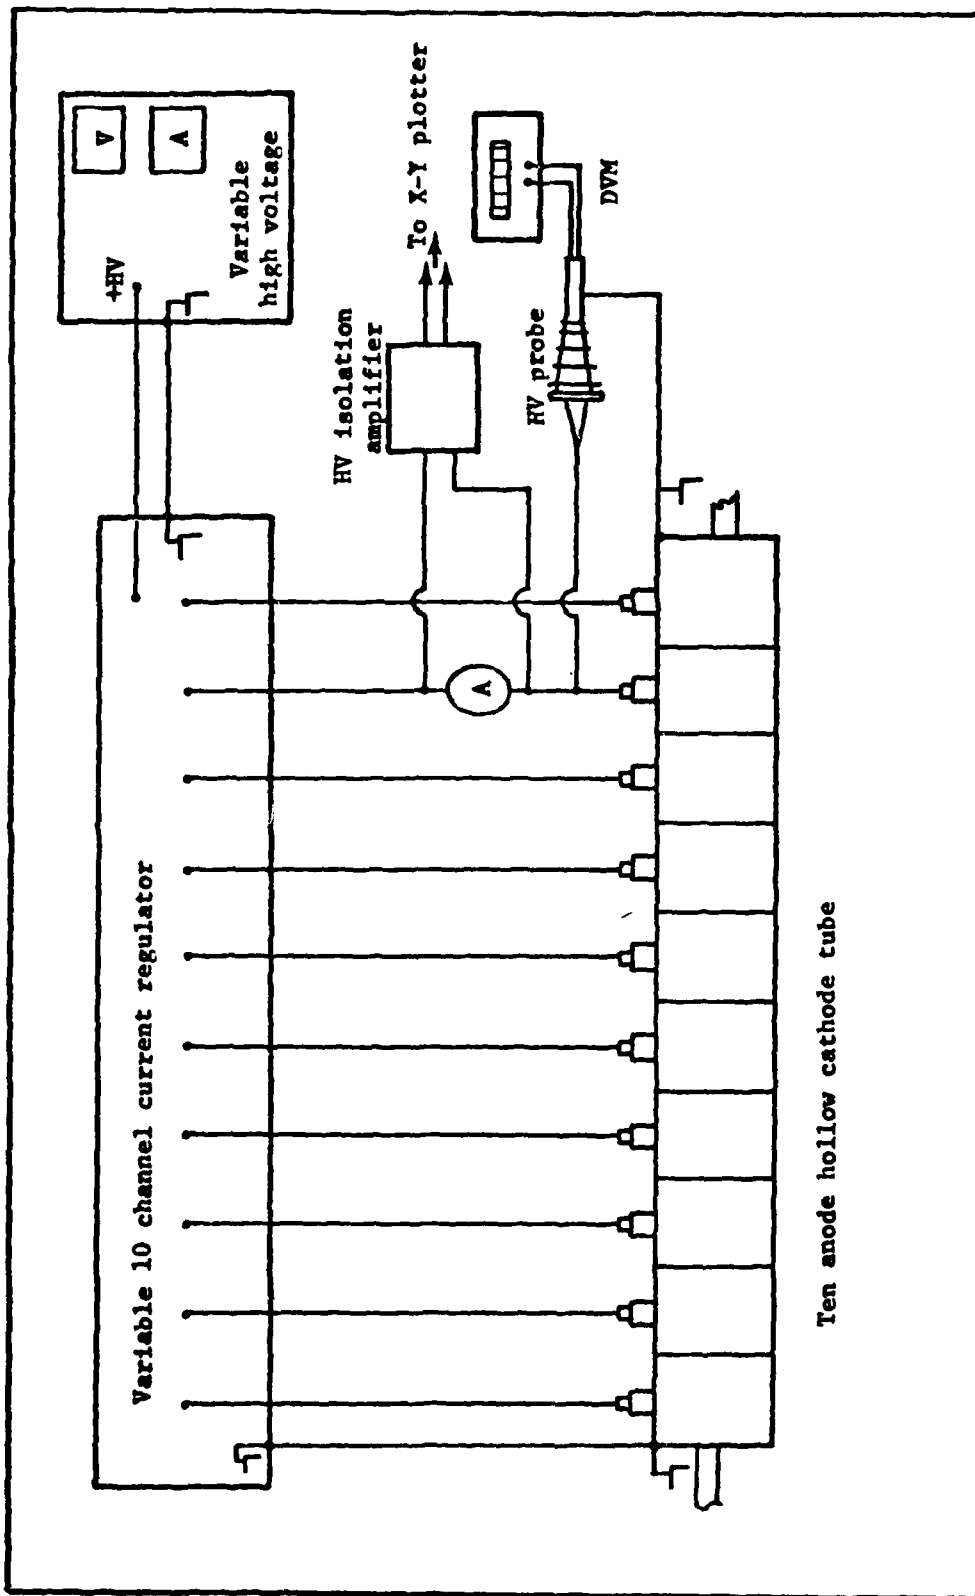 V
A
+HV
Variable
high voltage
Variable 10 channel current regulator
HV isolation
amplifier
To X-Y plotter
HV probe
DVM
A
Ten anode hollow cathode tube